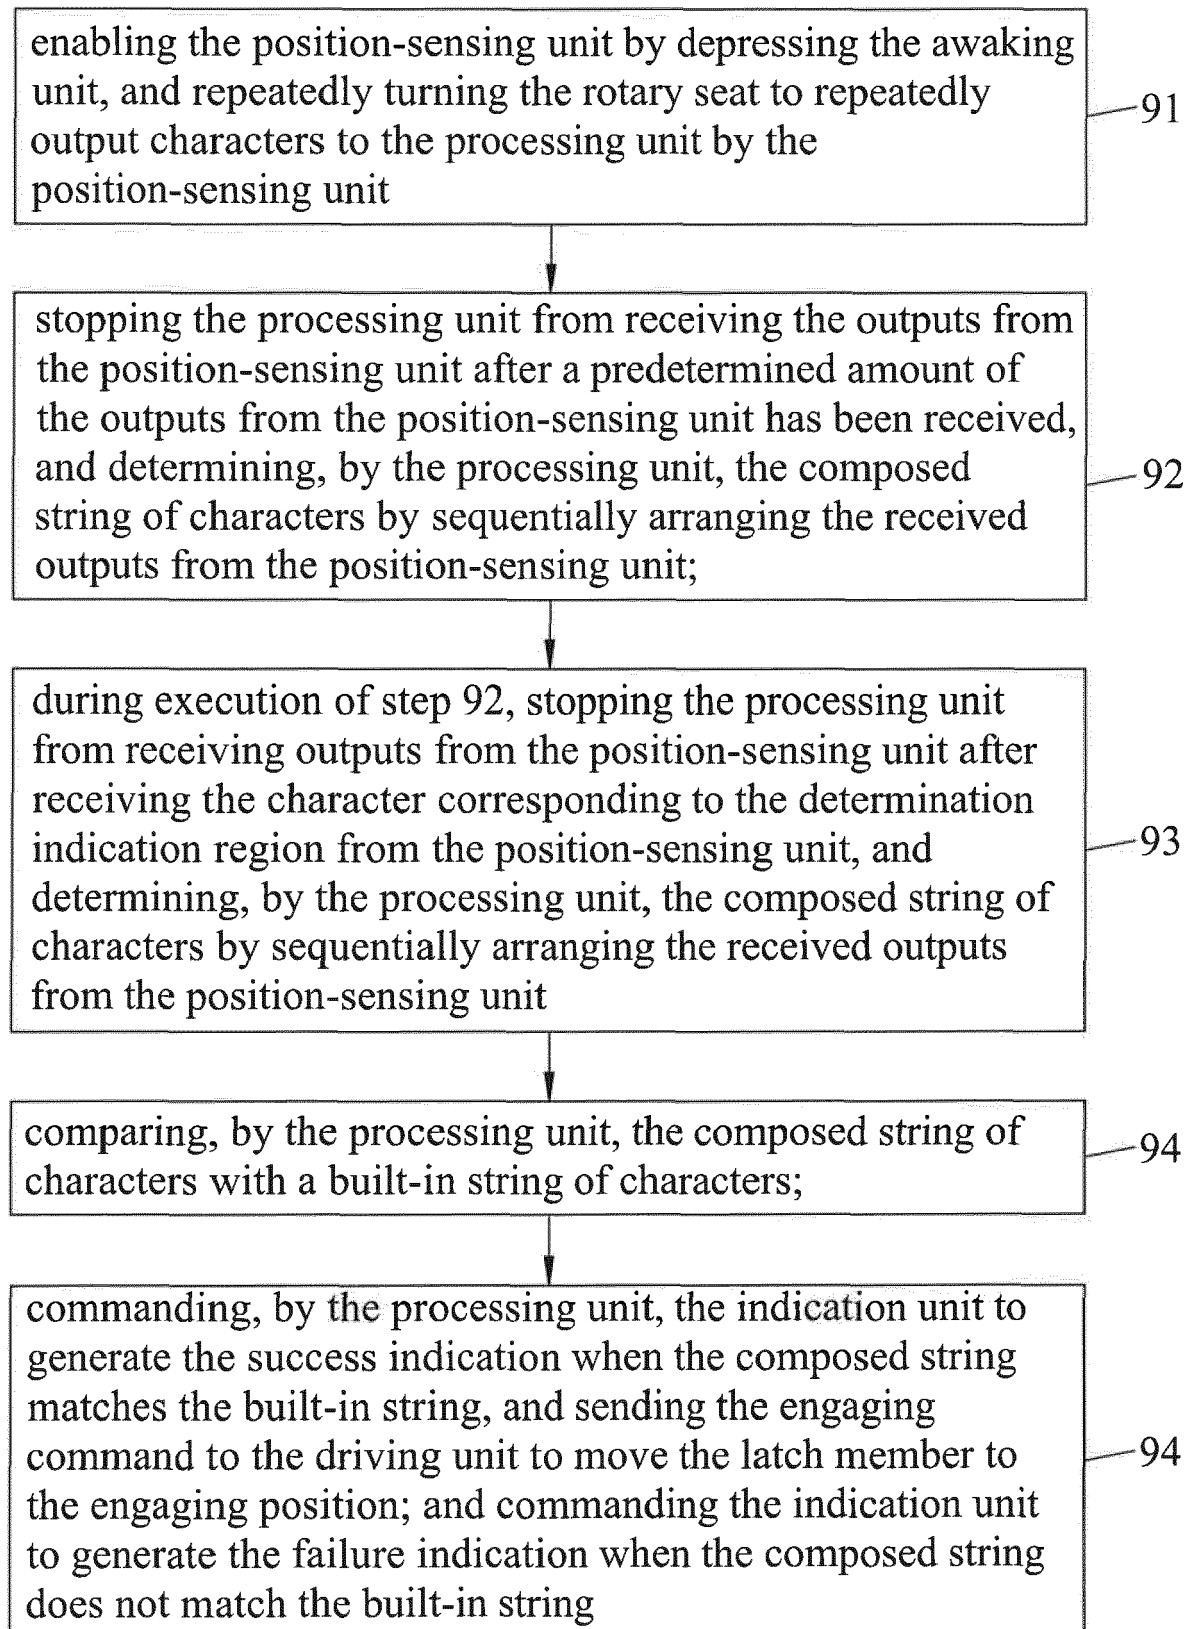 enabling the position-sensing unit by depressing the awaking
unit, and repeatedly turning the rotary seat to repeatedly
output characters to the processing unit by the
position-sensing unit
91
stopping the processing unit from receiving the outputs from
the position-sensing unit after a predetermined amount of
the outputs from the position-sensing unit has been received,
and determining, by the processing unit, the composed
string of characters by sequentially arranging the received
outputs from the position-sensing unit;
92
during execution of step 92, stopping the processing unit
from receiving outputs from the position-sensing unit after
receiving the character corresponding to the determination
indication region from the position-sensing unit, and
determining, by the processing unit, the composed string of
characters by sequentially arranging the received outputs
from the position-sensing unit
93
comparing, by the processing unit, the composed string of
characters with a built-in string of characters;
94
commanding, by the processing unit, the indication unit to
generate the success indication when the composed string
matches the built-in string, and sending the engaging
command to the driving unit to move the latch member to
the engaging position; and commanding the indication unit
to generate the failure indication when the composed string
does not match the built-in string
94